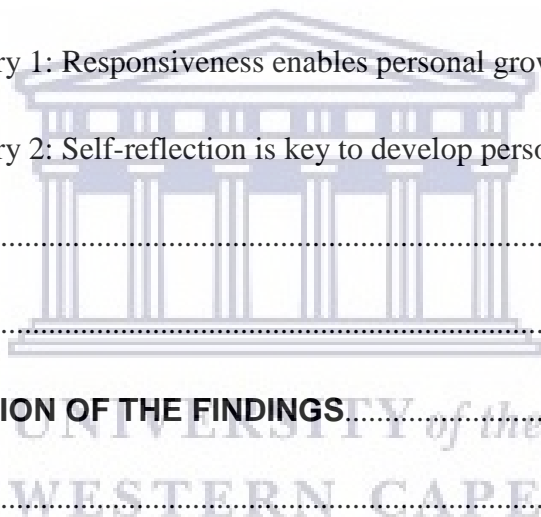 ry 1: Responsiveness enables personal grov
ry 2: Self-reflection is key to develop perso
................................................................
................................................................
ION OF THE FINDINGS......................
UNIVERSITY of the
................................................................
WESTERN CAPE